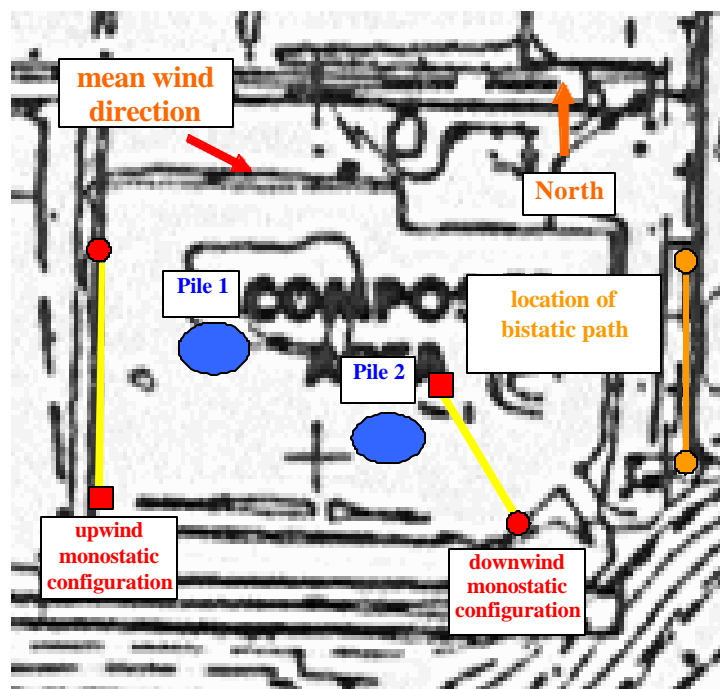 mean wind
direction
North
Pile 1
location of
bistatic path
Pile 2
upwind
monostatic
configuration
downwind
monostatic
configuration